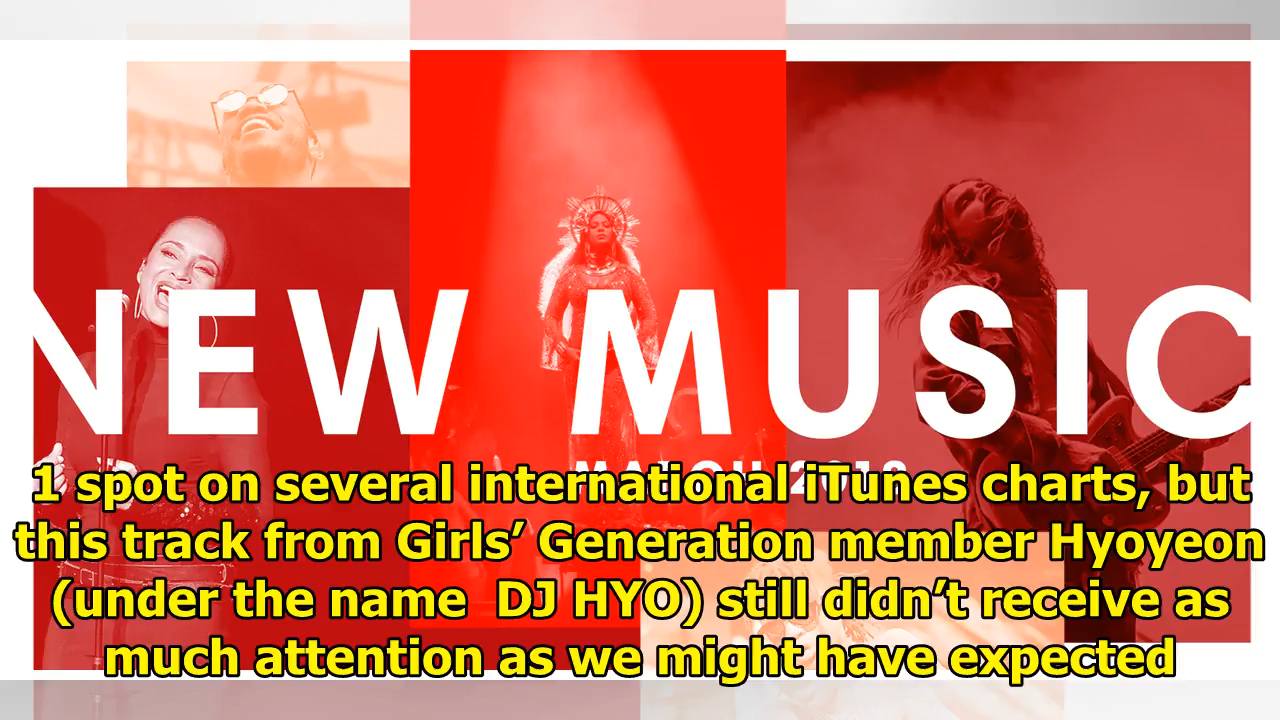 NEW MUSIC
1 spot on several international iTunes charts, but
this track from Girls’ Generation member Hyoyeon
(under the name  DJ HYO) still didn’t receive as
much attention as we might have expected